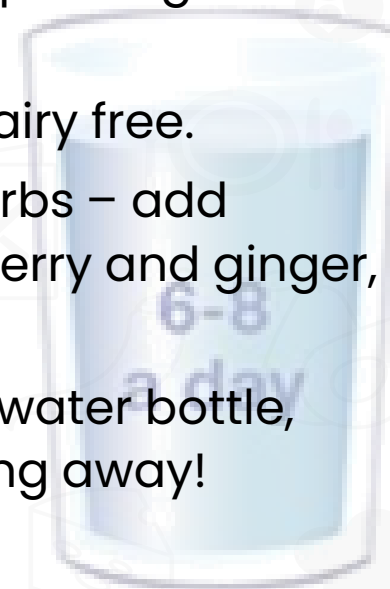 airy free.
rbs – add
erry and ginger,
6-8
a day
water bottle,
ng away!